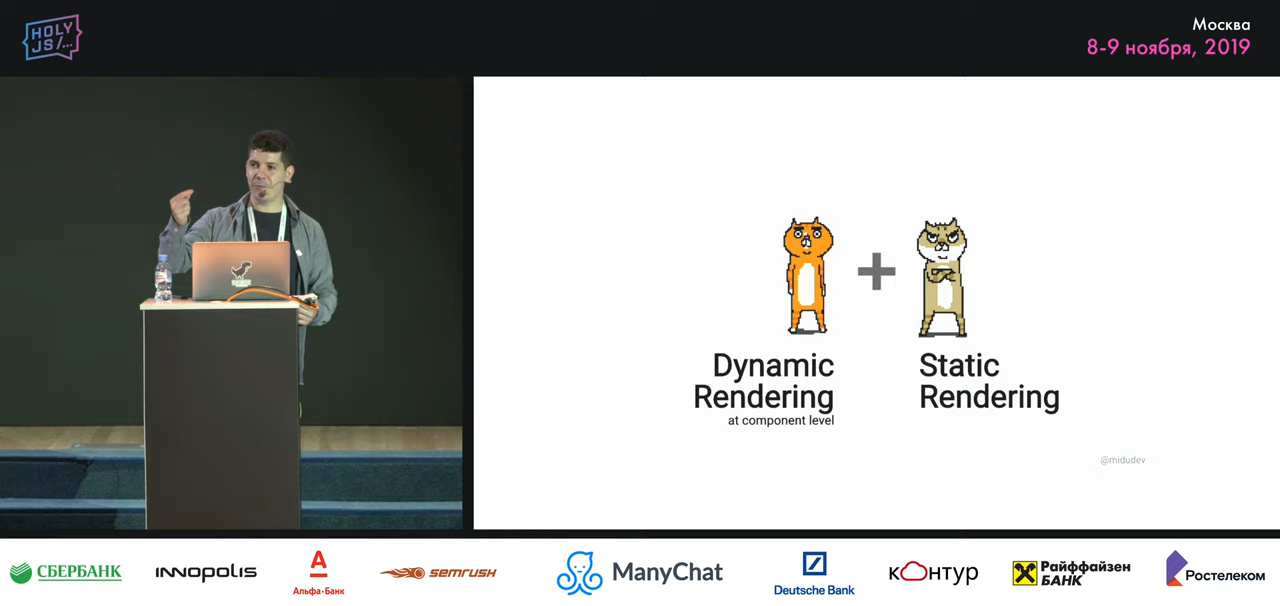 HOLY
JS/...
Москва
8-9 ноября, 2019
Dynamic
Rendering
at component level
Static
Rendering
@midudev
СБЕРБАНК
INNOPOLIS
А
Альфа·Банк
semrush
ManyChat
Deutsche Bank
кОнтур
Райффайзен
БАНК
Ростелеком